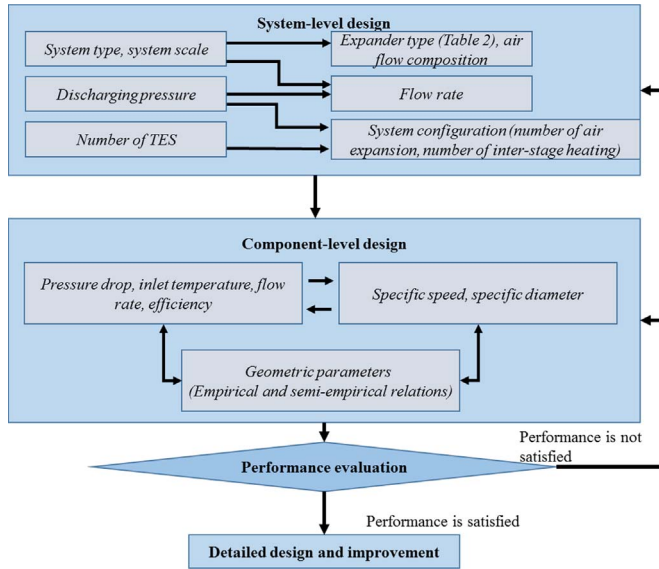 System-level design
System type, system scale
Expander type (Table 2), air
flow composition
Discharging pressure
Flow rate
Number of TES
System configuration (number of air
expansion, number of inter-stage heating)
Component-level design
Pressure drop, inlet temperature, flow
rate, efficiency
Specific speed, specific diameter
Geometric parameters
(Empirical and semi-empirical relations)
Performance evaluation
Performance is not
satisfied
Performance is satisfied
Detailed design and improvement